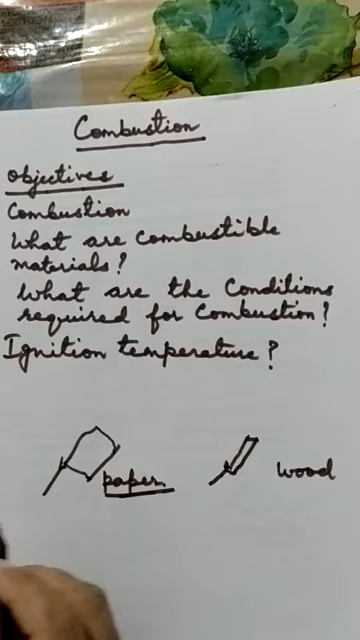 Combustion
Objectives
Combustion
What are combustible
materials?
What are the conditions
required for combustion?
Ignition temperature?
paper
wood